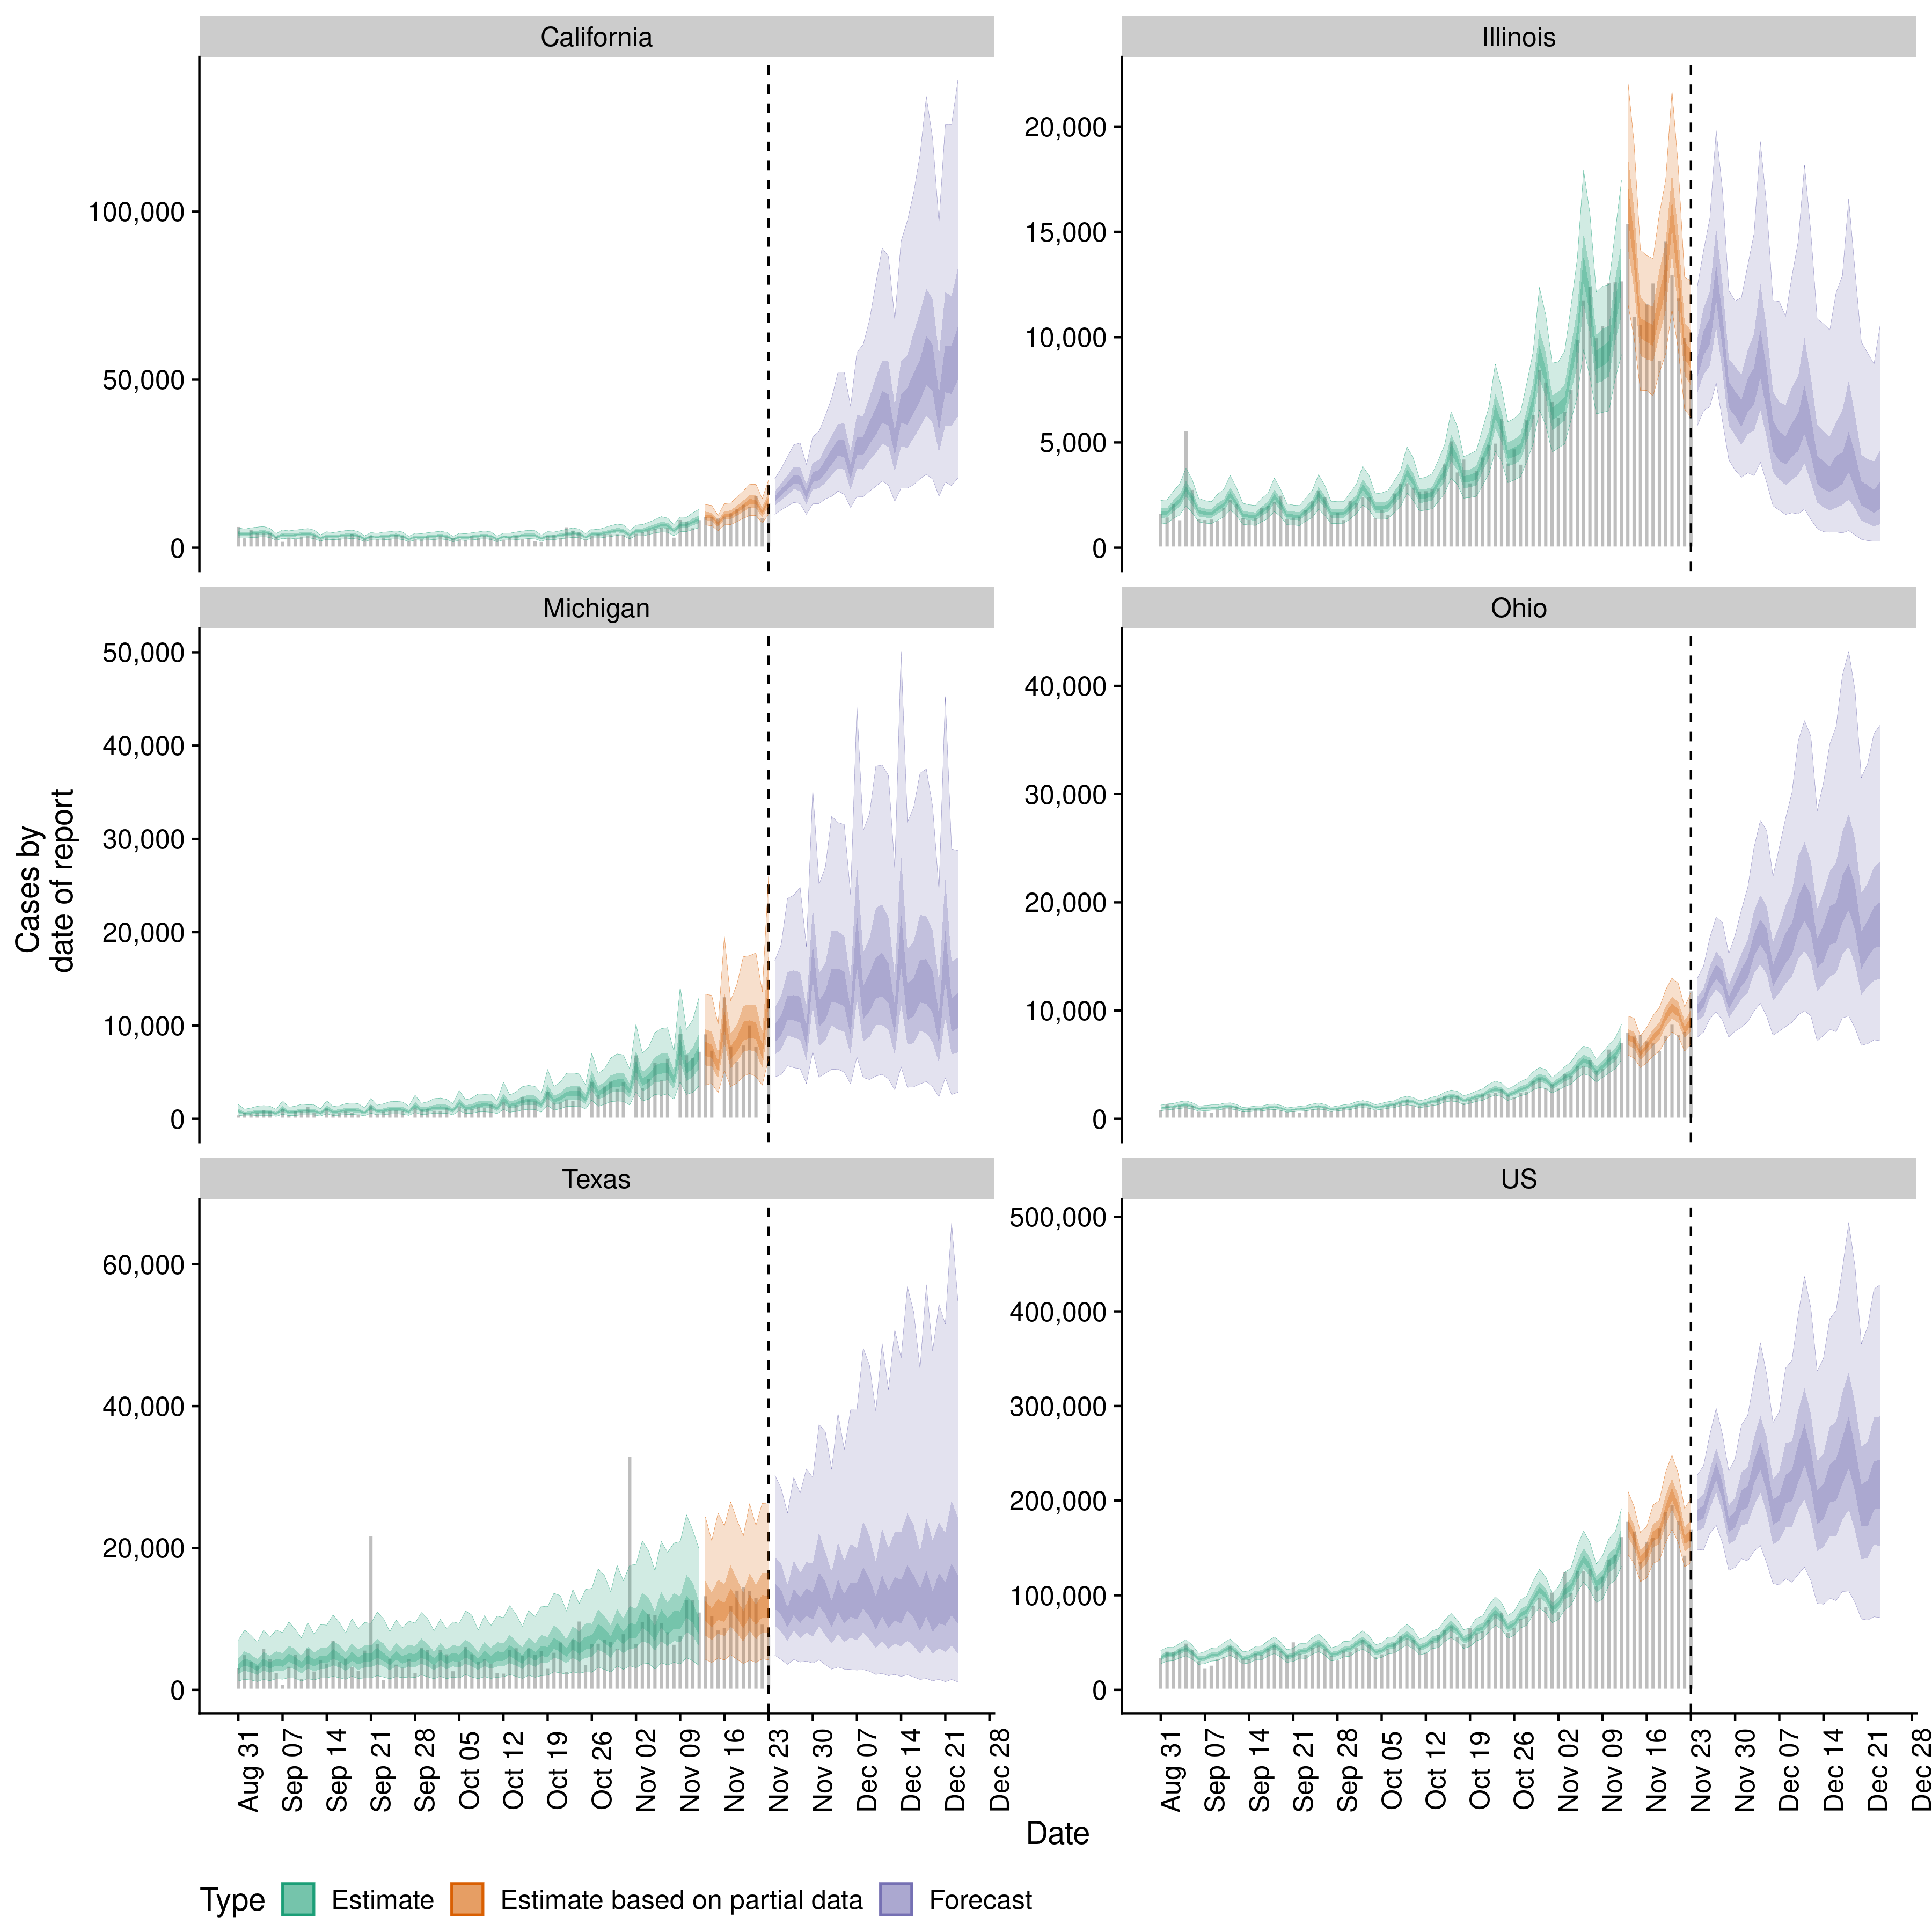 California
Illinois
100,000
50,000
0
20,000
15,000
10,000
5,000
0
Michigan
Ohio
50,000
40,000
30,000
20,000
10,000
0
40,000
30,000
20,000
10,000
0
Texas
US
60,000
40,000
20,000
0
500,000
400,000
300,000
200,000
100,000
0
Cases by
date of report
Aug 31
Sep 07
Sep 14
Sep 21
Sep 28
Oct 05
Oct 12
Oct 19
Oct 26
Nov 02
Nov 09
Nov 16
Nov 23
Nov 30
Dec 07
Dec 14
Dec 21
Dec 28
Aug 31
Sep 07
Sep 14
Sep 21
Sep 28
Oct 05
Oct 12
Oct 19
Oct 26
Nov 02
Nov 09
Nov 16
Nov 23
Nov 30
Dec 07
Dec 14
Dec 21
Dec 28
Date
Type Estimate Estimate based on partial data Forecast